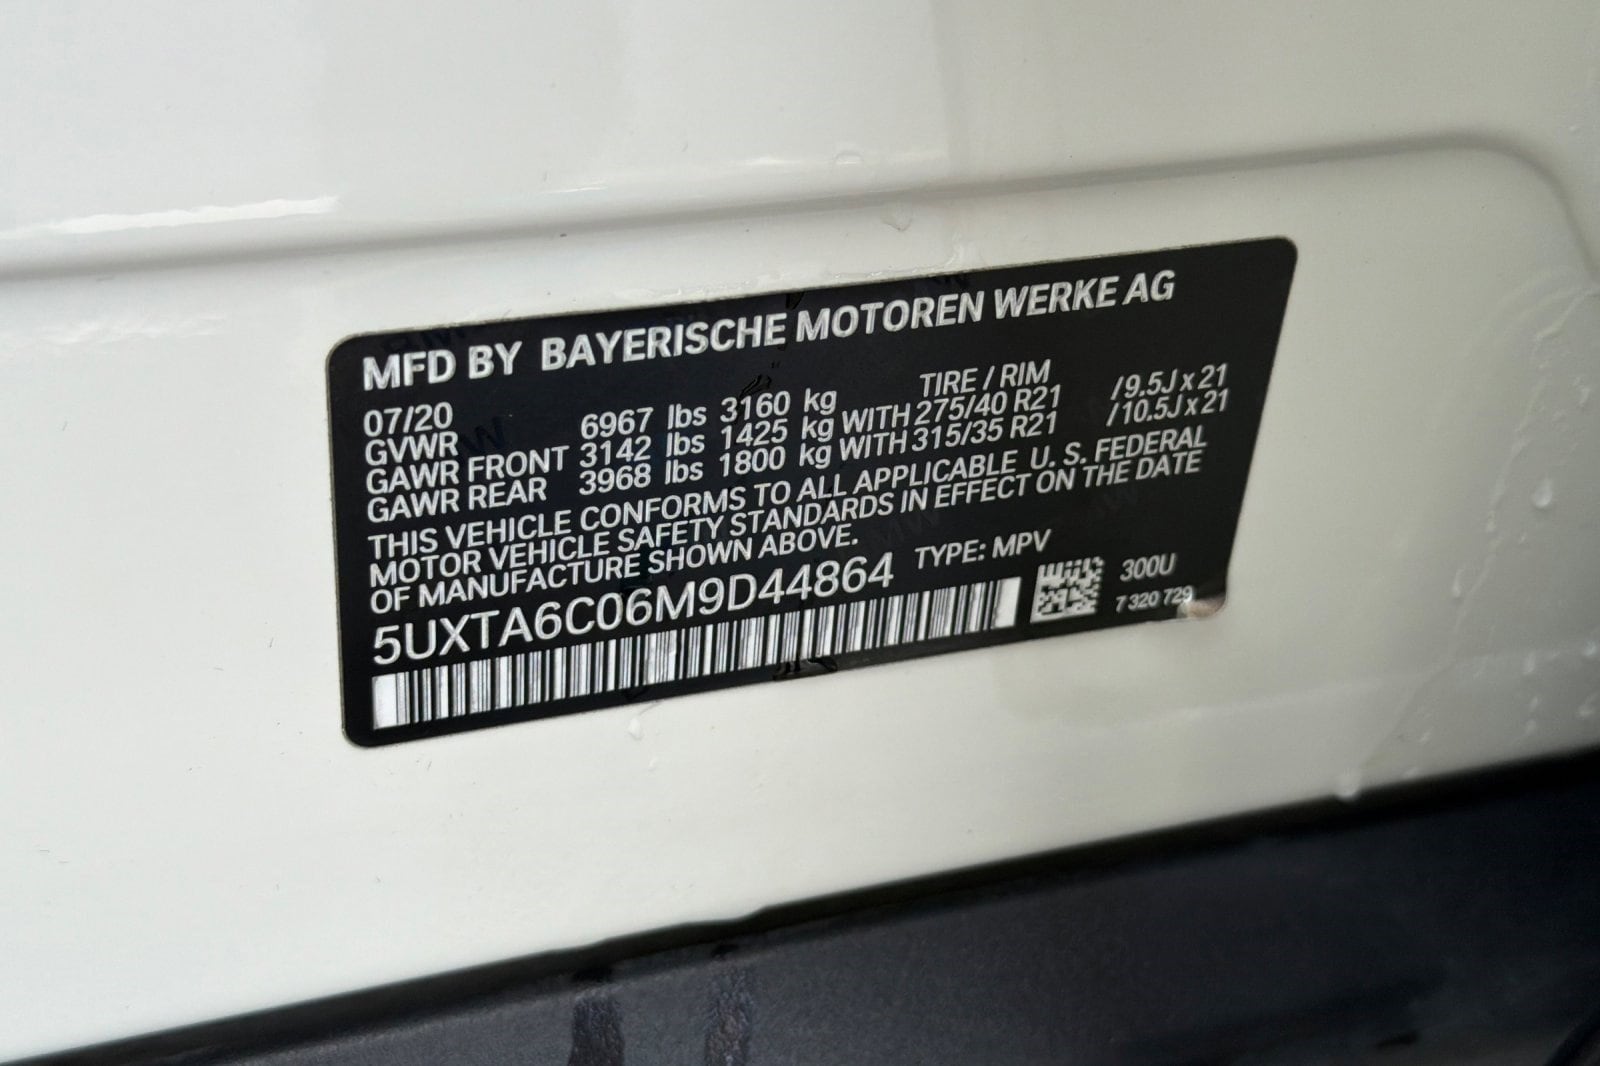 MFD BY BAYERISCHE MOTOREN WERKE AG
07/20 TIRE / RIM
GVWR 6967 lbs 3160 kg
GAWR FRONT 3142 lbs 1425 kg WITH 275/40 R21 /9.5J x 21
GAWR REAR 3968 lbs 1800 kg WITH 315/35 R21 /10.5J x 21
THIS VEHICLE CONFORMS TO ALL APPLICABLE U. S. FEDERAL
MOTOR VEHICLE SAFETY STANDARDS IN EFFECT ON THE DATE
OF MANUFACTURE SHOWN ABOVE.
5UXTA6C06M9D44864 TYPE: MPV
300U
7 320 729